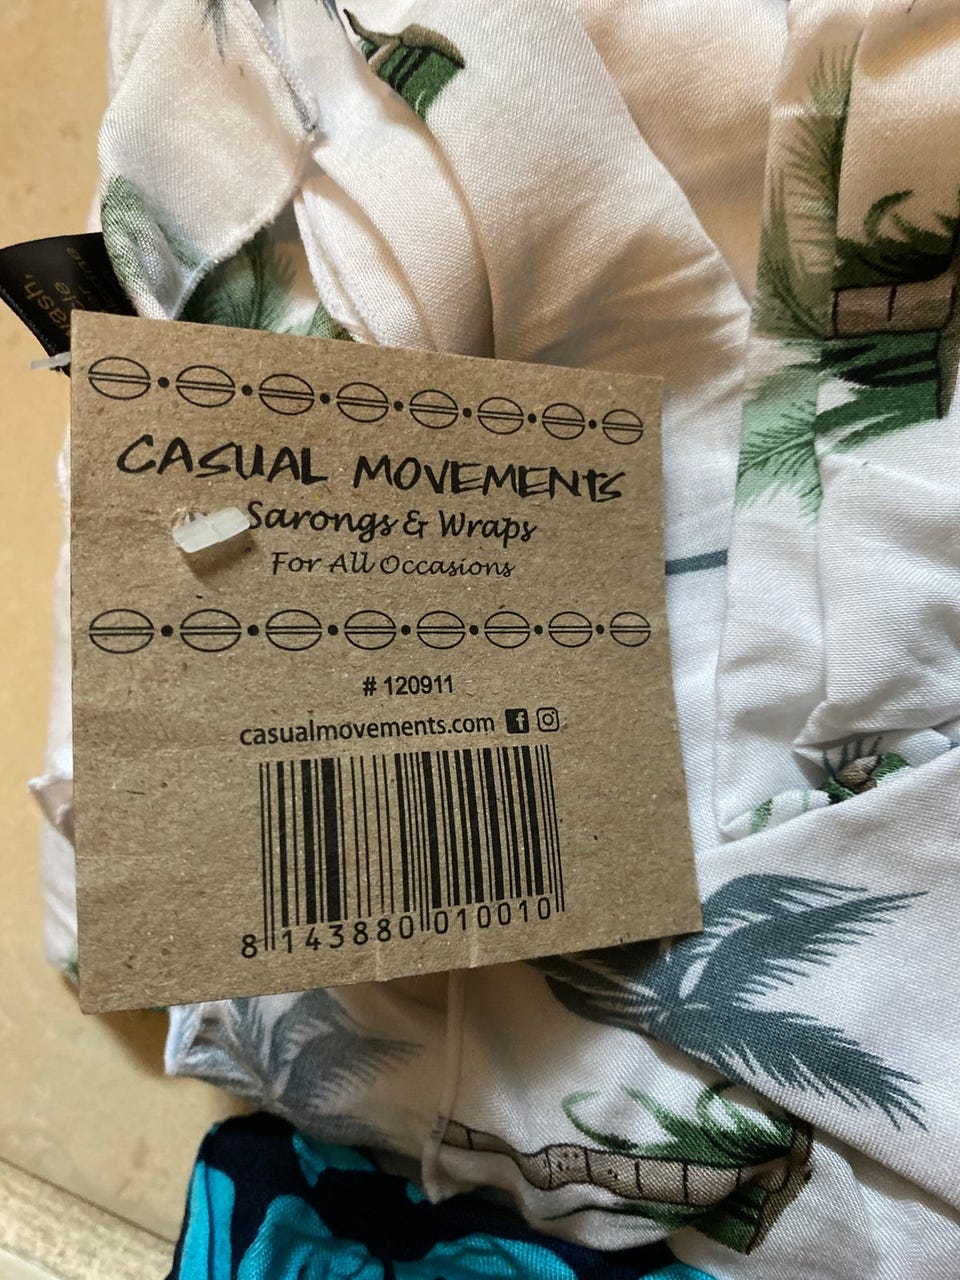 CASUAL MOVEMENTS
Sarongs & Wraps
For All Occasions
# 120911
casualmovements.com
8 143880 010010